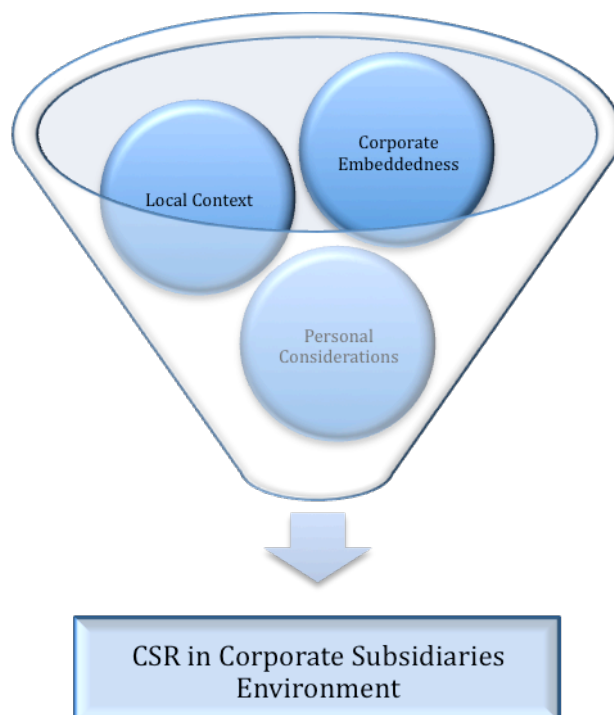 Corporate
Embeddedness
Local Context
Personal
Considerations
CSR in Corporate Subsidiaries
Environment